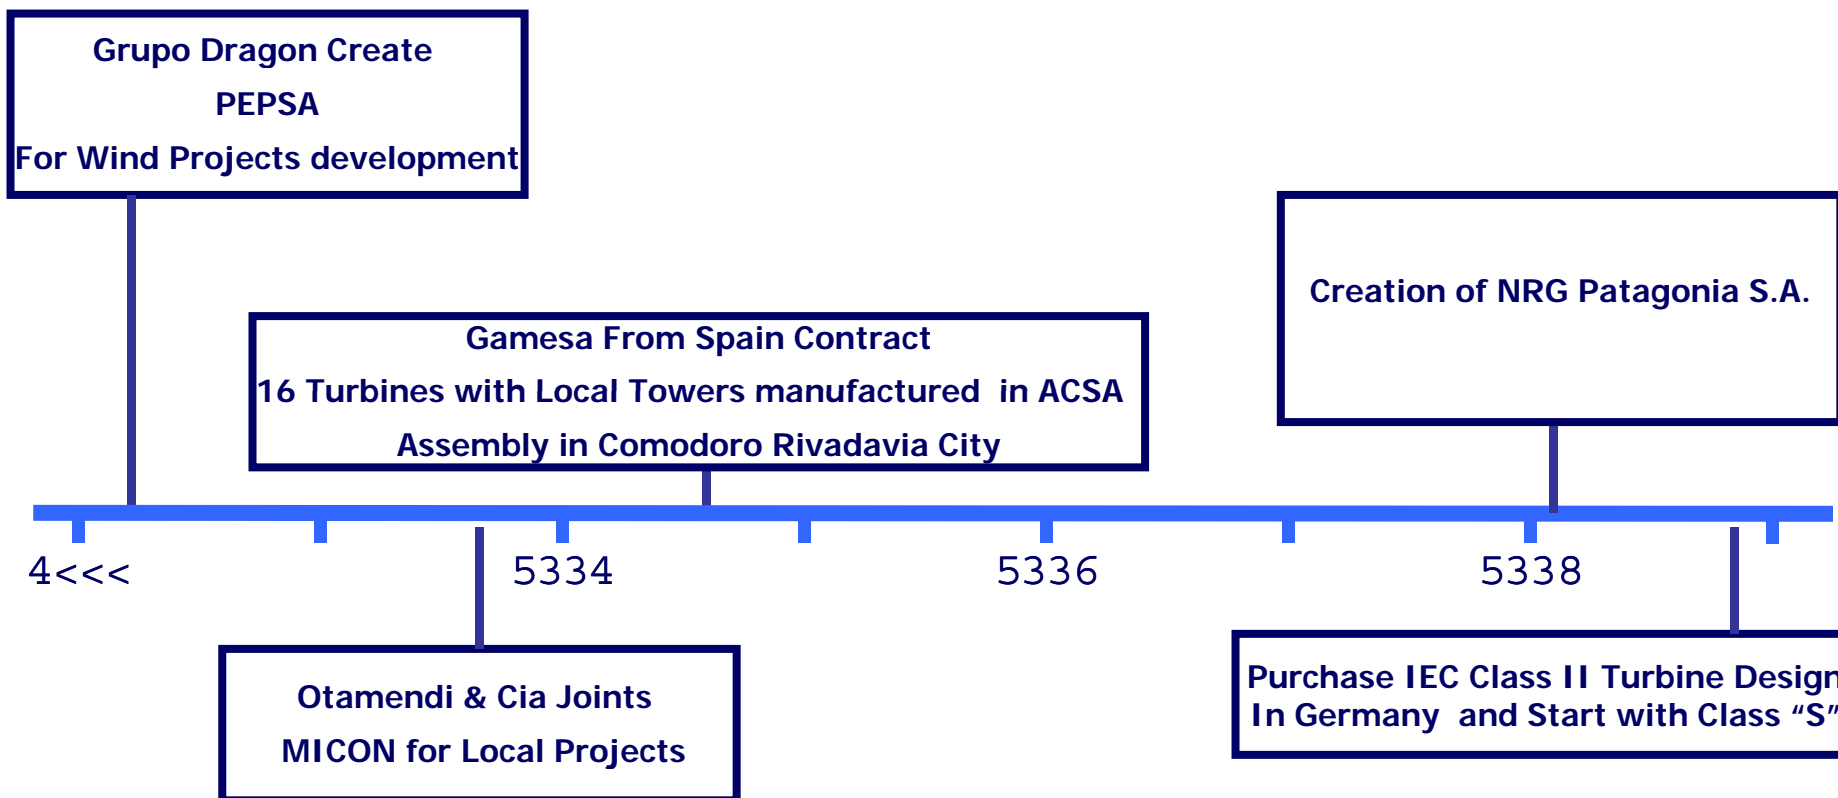 Grupo Dragon Create
PEPSA
For Wind Projects development
Creation of NRG Patagonia S.A.
Gamesa From Spain Contract
16 Turbines with Local Towers manufactured in ACSA
Assembly in Comodoro Rivadavia City
4<<< 5334 5336 5338
Otamendi & Cia Joints
MICON for Local Projects
Purchase IEC Class II Turbine Design
In Germany and Start with Class “S”